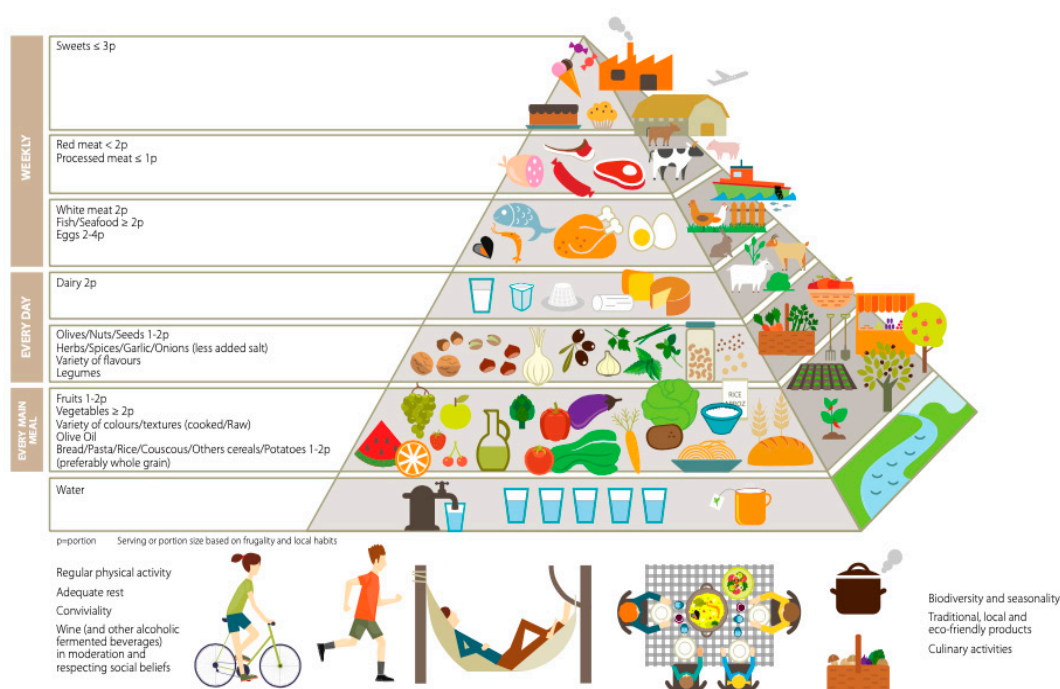 WEEKLY
Sweets ≤ 3p
Red meat < 2p
Processed meat ≤ 1p
White meat 2p
Fish/Seafood ≥ 2p
Eggs 2-4p
EVERY DAY
Dairy 2p
Olives/Nuts/Seeds 1-2p
Herbs/Spices/Garlic/Onions (less added salt)
Variety of flavours
Legumes
EVERY MAIN
MEAL
Fruits 1-2p
Vegetables ≥ 2p
Variety of colours/textures (cooked/Raw)
Olive Oil
Bread/Pasta/Rice/Couscous/Others cereals/Potatoes 1-2p
(preferably whole grain)
RICE
Water
p=portion Serving or portion size based on frugality and local habits
Regular physical activity
Adequate rest
Conviviality
Wine (and other alcoholic
fermented beverages)
in moderation and
respecting social beliefs
Biodiversity and seasonality
Traditional, local and
eco-friendly products
Culinary activities